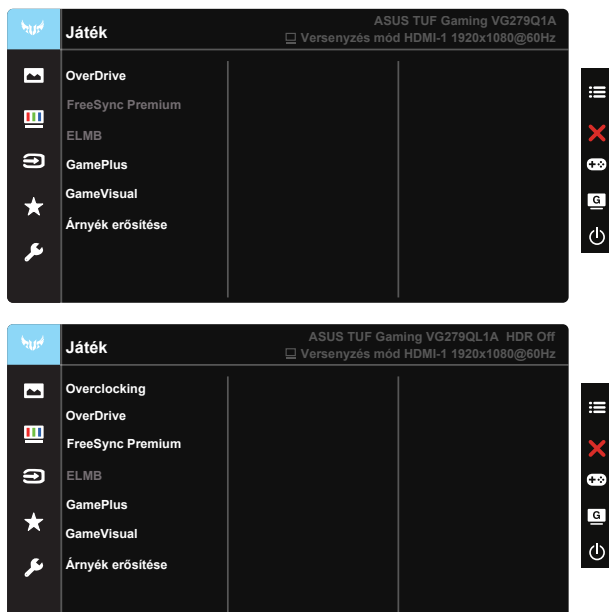 Játék
ASUS TUF Gaming VG279Q1A
Versenyzés mód HDMI-1 1920x1080@60Hz
OverDrive
FreeSync Premium
ELMB
GamePlus
GameVisual
Árnyék erősítése
G
Játék
ASUS TUF Gaming VG279QL1A HDR Off
Versenyzés mód HDMI-1 1920x1080@60Hz
Overclocking
OverDrive
FreeSync Premium
ELMB
GamePlus
GameVisual
Árnyék erősítése
G